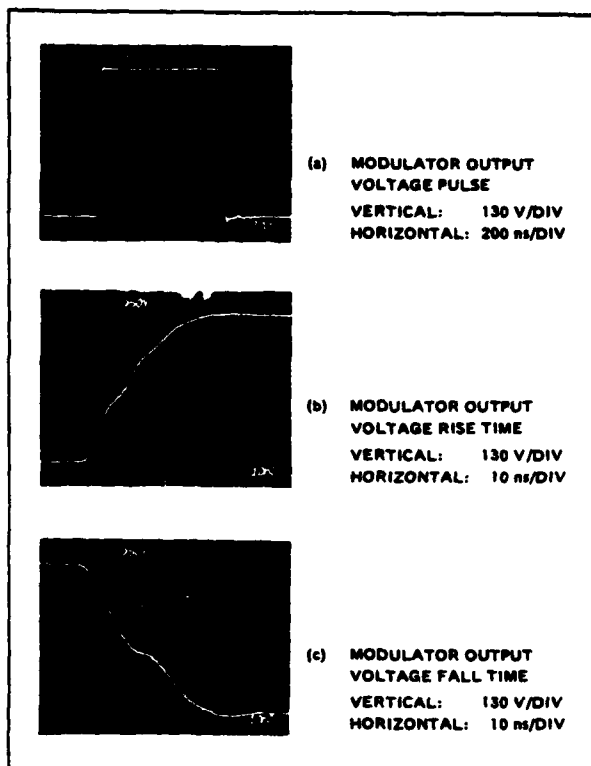 (a) MODULATOR OUTPUT
VOLTAGE PULSE
VERTICAL: 130 V/DIV
HORIZONTAL: 200 ns/DIV
(b) MODULATOR OUTPUT
VOLTAGE RISE TIME
VERTICAL: 130 V/DIV
HORIZONTAL: 10 ns/DIV
(c) MODULATOR OUTPUT
VOLTAGE FALL TIME
VERTICAL: 130 V/DIV
HORIZONTAL: 10 ns/DIV